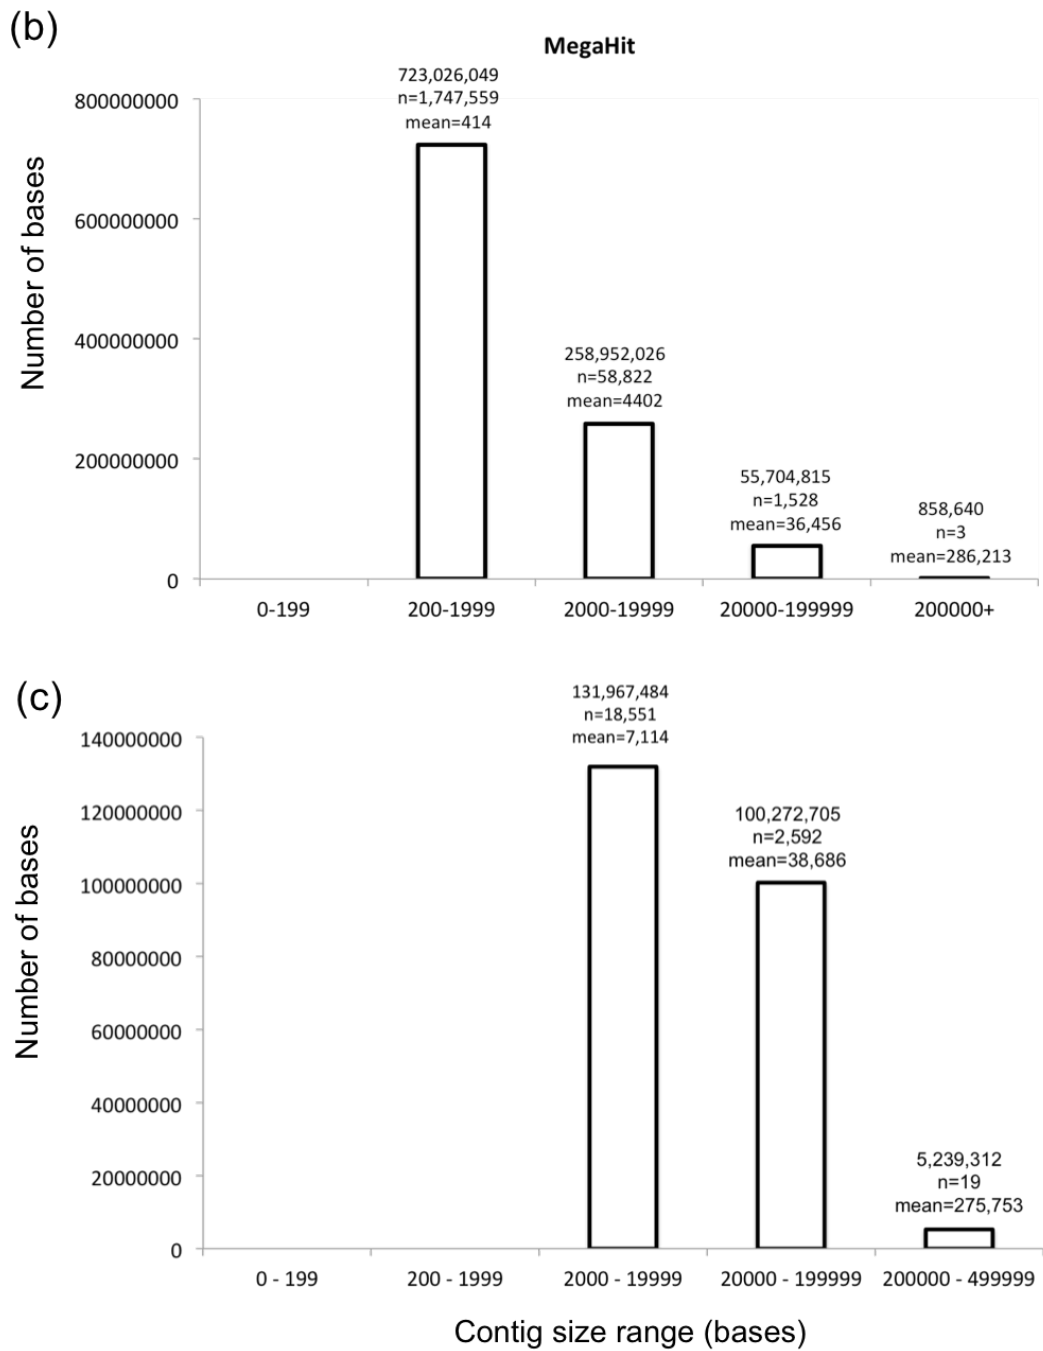 (b)
MegaHit
Number of bases
800000000
600000000
400000000
200000000
0
723,026,049
n=1,747,559
mean=414
258,952,026
n=58,822
mean=4402
55,704,815
n=1,528
mean=36,456
858,640
n=3
mean=286,213
0-199
200-1999
2000-19999
20000-199999
200000+
(c)
Number of bases
140000000
120000000
100000000
80000000
60000000
40000000
20000000
0
131,967,484
n=18,551
mean=7,114
100,272,705
n=2,592
mean=38,686
5,239,312
n=19
mean=275,753
0 - 199
200 - 1999
2000 - 19999
20000 - 199999
200000 - 499999
Contig size range (bases)